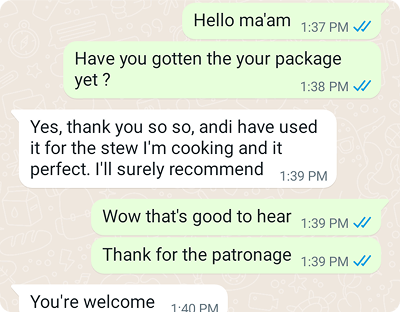 Hello ma'am
1:37 PM
Have you gotten the your package
yet ?
1:38 PM
Yes, thank you so so, andi have used
it for the stew I'm cooking and it
perfect. I'll surely recommend
1:39 PM
Wow that's good to hear
1:39 PM
Thank for the patronage
1:39 PM
You're welcome
1:40 PM